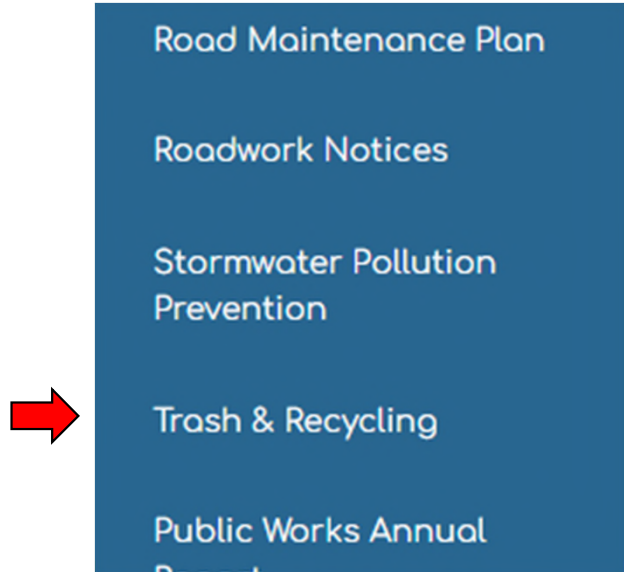 Road Maintenance Plan
Roadwork Notices
Stormwater Pollution
Prevention
Trash & Recycling
Public Works Annual